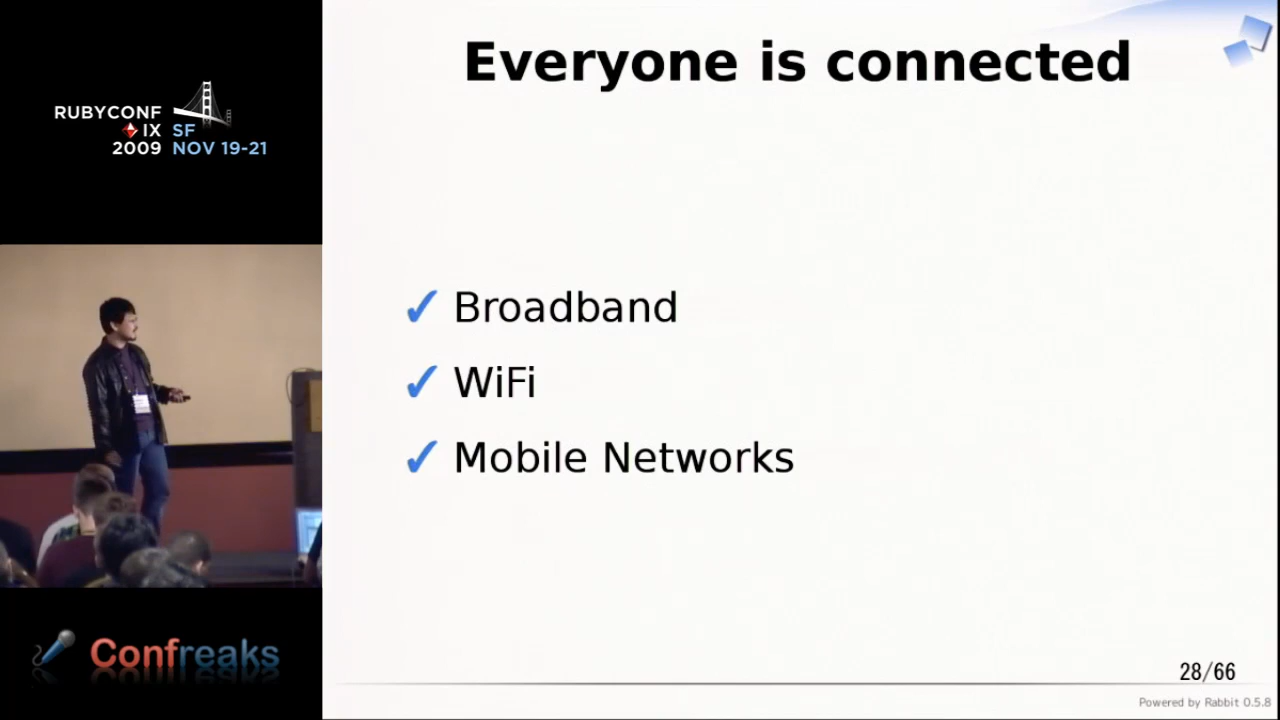 RUBYCONF
IX SF
2009 NOV 19-21
Everyone is connected
✓ Broadband
✓ WiFi
✓ Mobile Networks
28/66
Powered by Rabbit 0.5.8
Confreaks